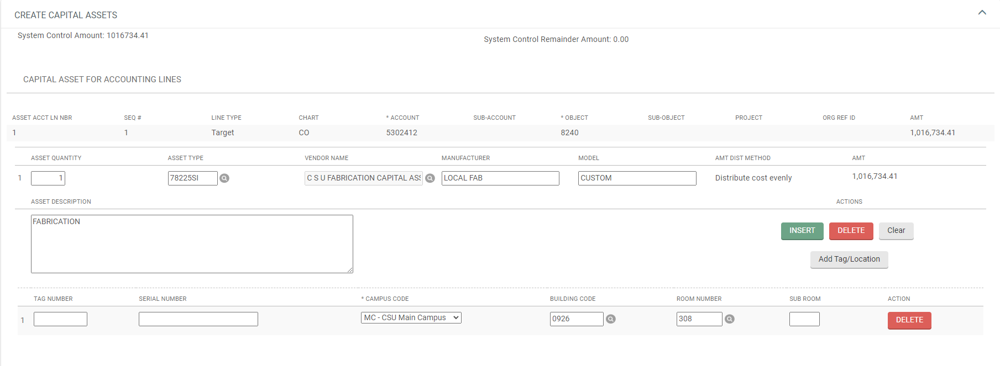 CREATE CAPITAL ASSETS
System Control Amount: 1016734.41
System Control Remainder Amount: 0.00
CAPITAL ASSET FOR ACCOUNTING LINES
ASSET ACCT LN NBR SEQ # LINE TYPE CHART * ACCOUNT SUB-ACCOUNT * OBJECT SUB-OBJECT PROJECT ORG REF ID AMT
1 1 Target CO 5302412 8240 1,016,734.41
ASSET QUANTITY ASSET TYPE VENDOR NAME MANUFACTURER MODEL AMT DIST METHOD AMT
1 1 78225SI C S U FABRICATION CAPITAL ASS LOCAL FAB CUSTOM Distribute cost evenly 1,016,734.41
ASSET DESCRIPTION ACTIONS
FABRICATION
INSERT DELETE Clear
Add Tag/Location
TAG NUMBER SERIAL NUMBER * CAMPUS CODE BUILDING CODE ROOM NUMBER SUB ROOM ACTION
1 MC - CSU Main Campus 0926 308 DELETE